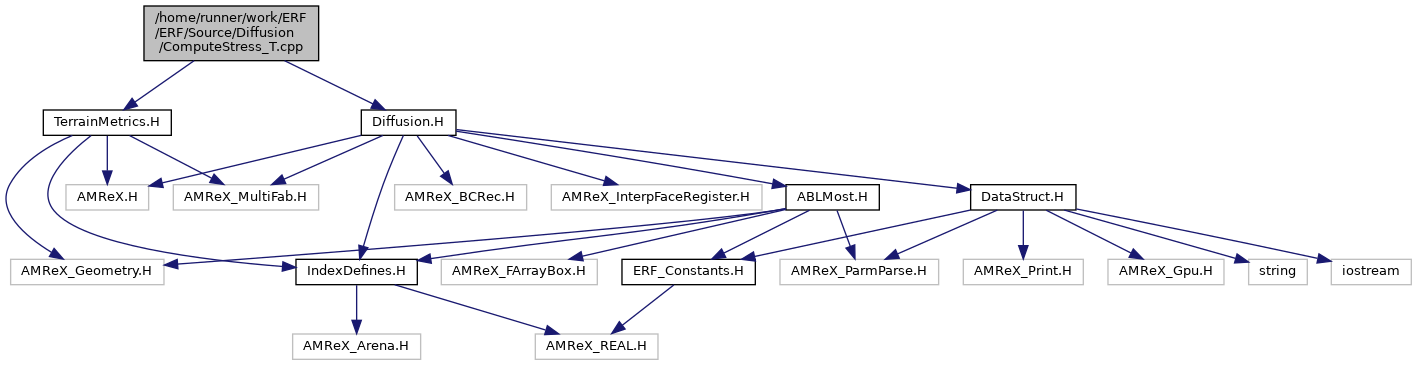 /home/runner/work/ERF
/ERF/Source/Diffusion
/ComputeStress_T.cpp
TerrainMetrics.H
Diffusion.H
AMReX.H
AMReX_MultiFab.H
AMReX_BCRec.H
AMReX_InterpFaceRegister.H
ABLMost.H
DataStruct.H
AMReX_Geometry.H
IndexDefines.H
AMReX_FArrayBox.H
ERF_Constants.H
AMReX_ParmParse.H
AMReX_Print.H
AMReX_Gpu.H
string
iostream
AMReX_Arena.H
AMReX_REAL.H